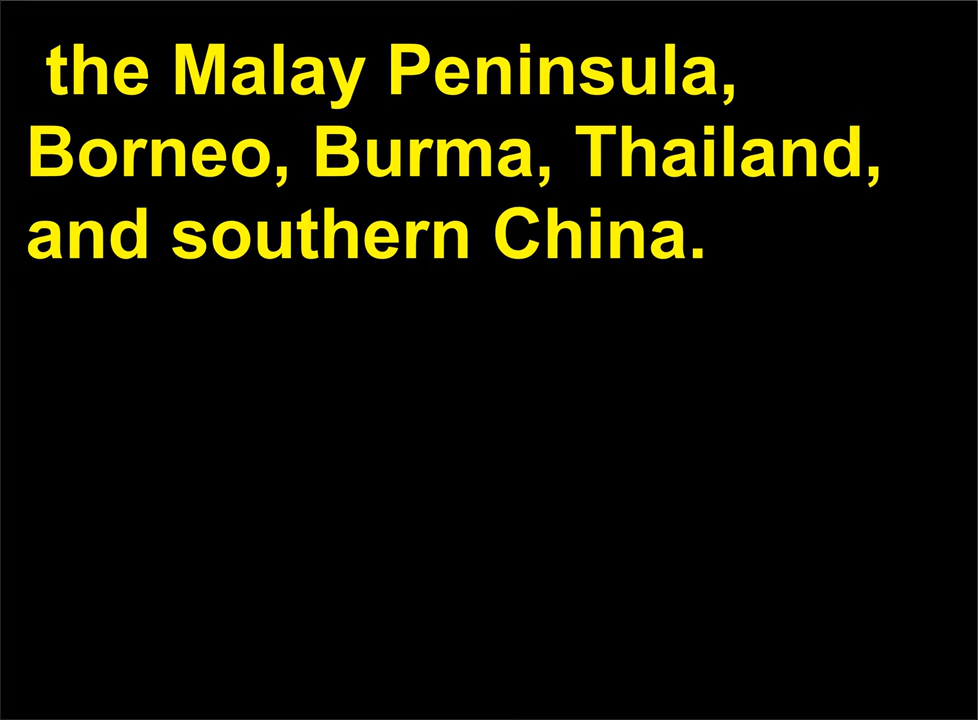 the Malay Peninsula,
Borneo, Burma, Thailand,
and southern China.